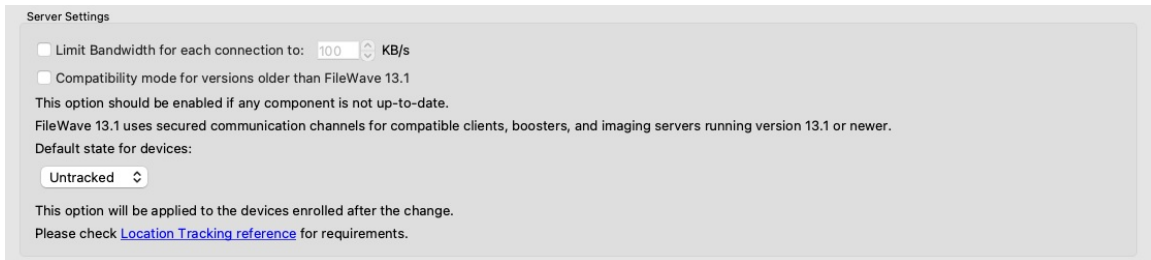 Server Settings
Limit Bandwidth for each connection to: 100 KB/s
Compatibility mode for versions older than FileWave 13.1
This option should be enabled if any component is not up-to-date.
FileWave 13.1 uses secured communication channels for compatible clients, boosters, and imaging servers running version 13.1 or newer.
Default state for devices:
Untracked
This option will be applied to the devices enrolled after the change.
Please check Location Tracking reference for requirements.